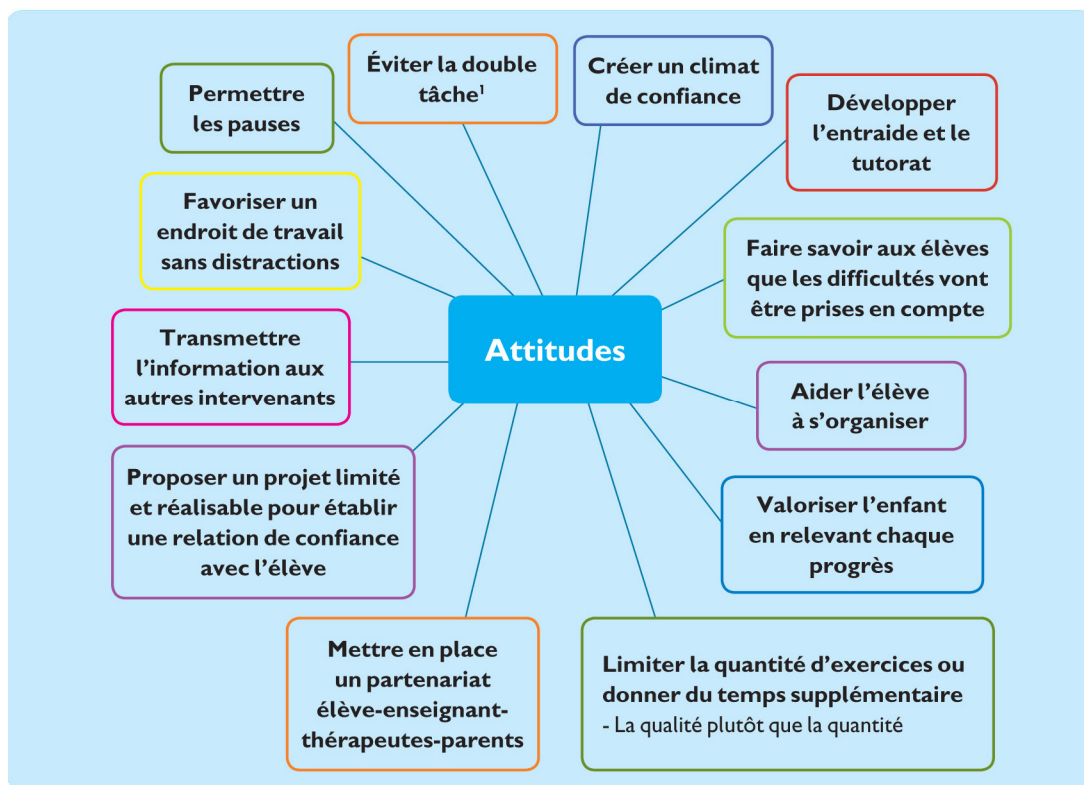 Permettre
les pauses
Éviter la double
tâche¹
Créer un climat
de confiance
Développer
l’entraide et le
tutorat
Favoriser un
endroit de travail
sans distractions
Faire savoir aux élèves
que les difficultés vont
être prises en compte
Attitudes
Transmettre
l’information aux
autres intervenants
Aider l’élève
à s’organiser
Proposer un projet limité
et réalisable pour établir
une relation de confiance
avec l’élève
Valoriser l’enfant
en relevant chaque
progrès
Mettre en place
un partenariat
élève-enseignant-
thérapeutes-parents
Limiter la quantité d’exercices ou
donner du temps supplémentaire
- La qualité plutôt que la quantité